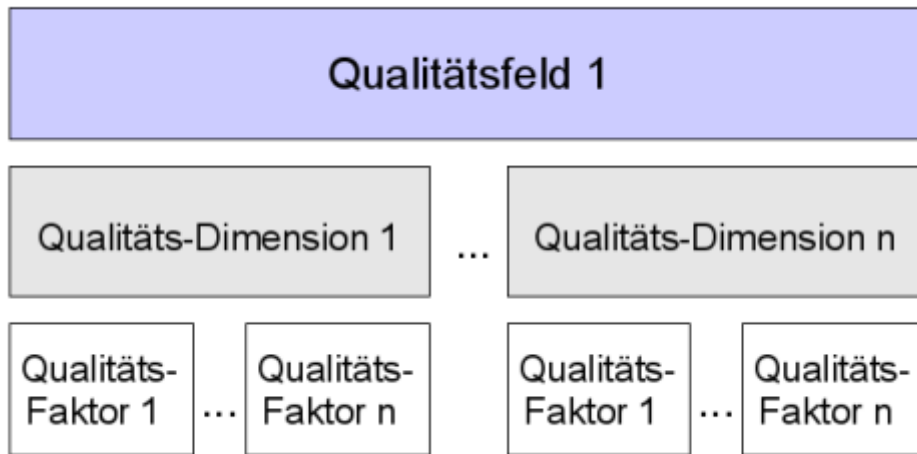 Qualitätsfeld 1
Qualitäts-Dimension 1
...
Qualitäts-Dimension n
Qualitäts-
Faktor 1
...
Qualitäts-
Faktor n
Qualitäts-
Faktor 1
...
Qualitäts-
Faktor n